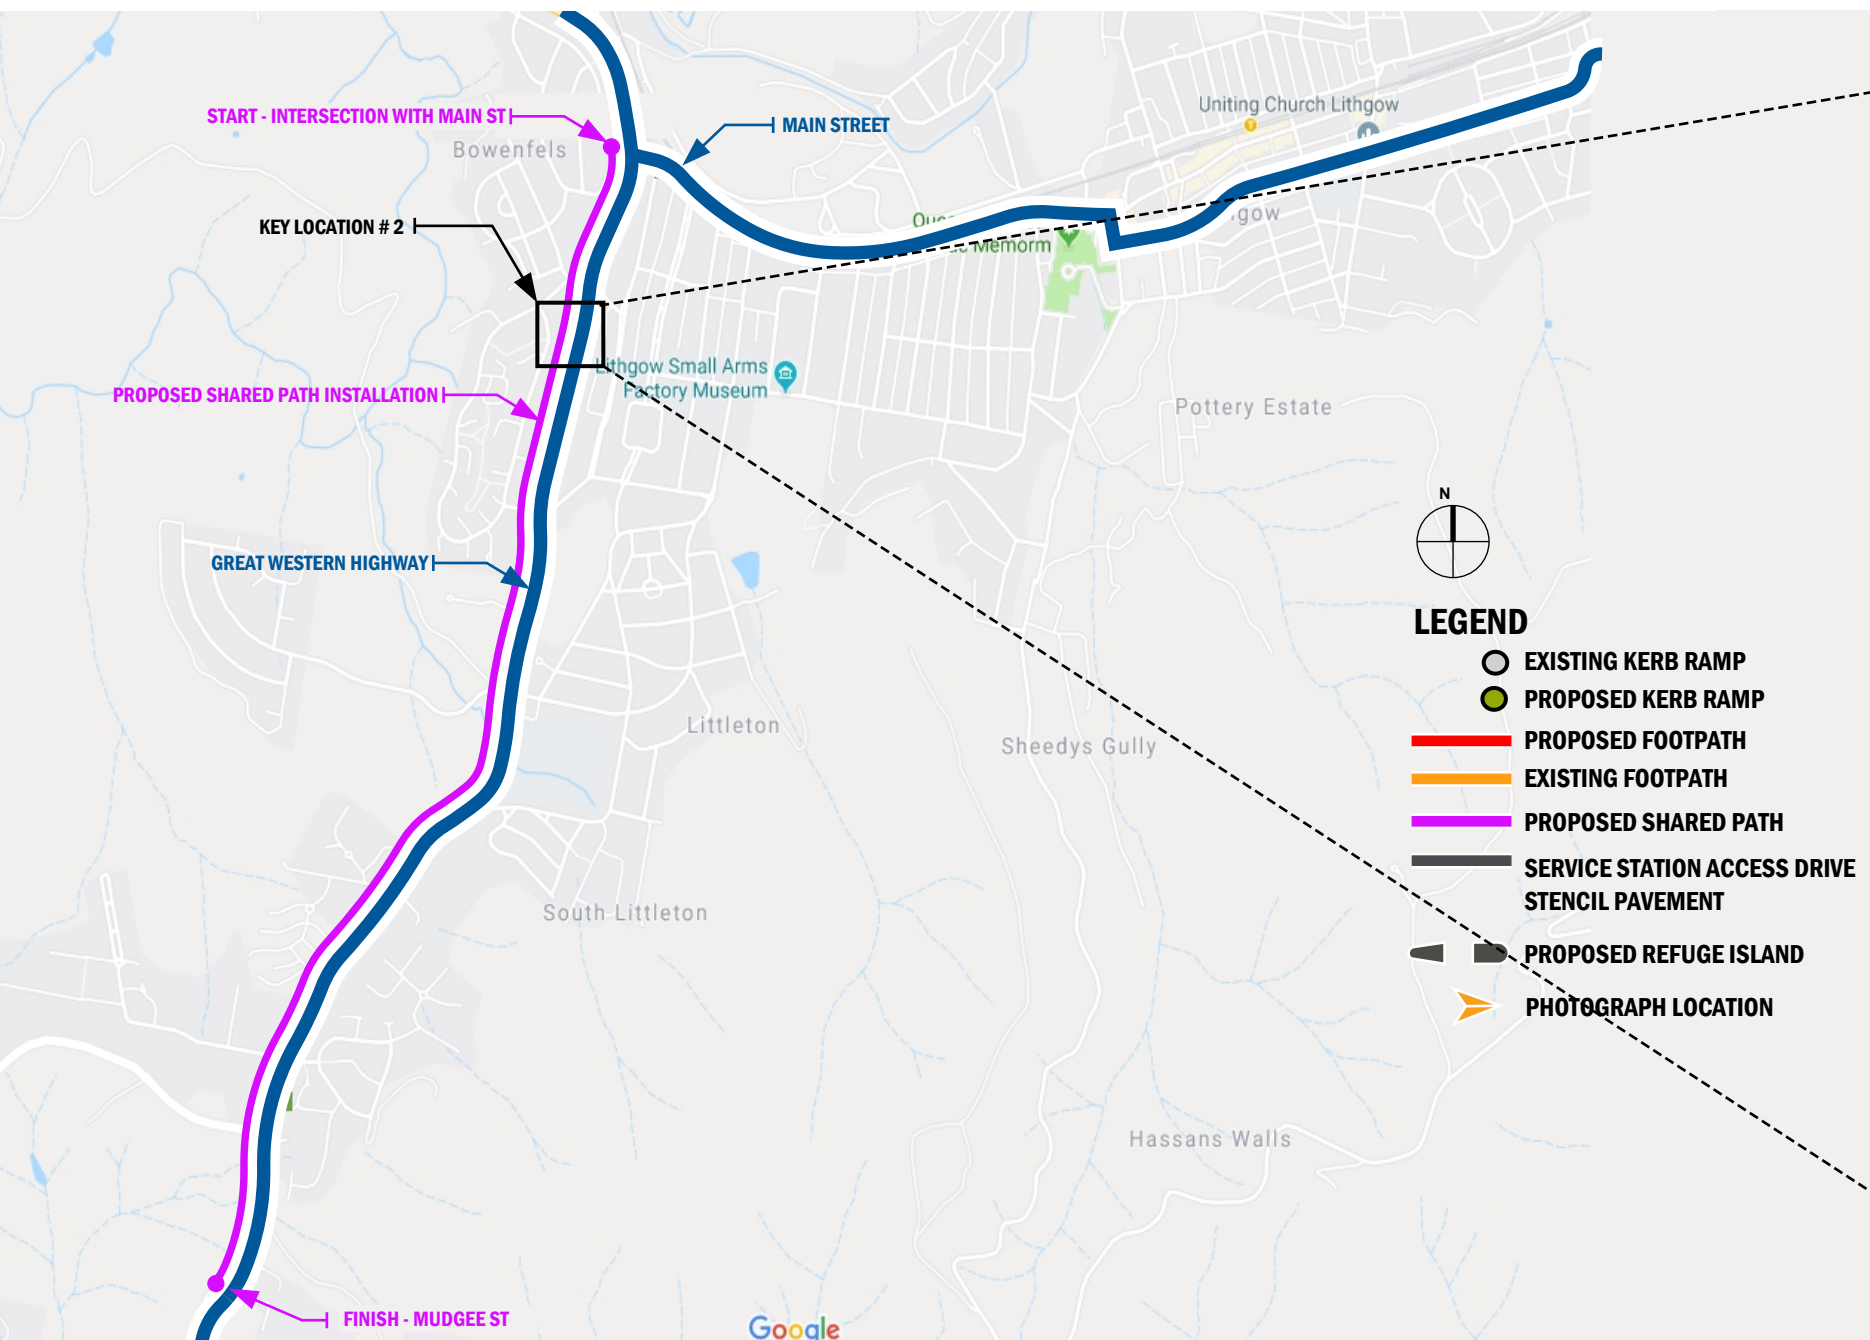 Uniting Church Lithgow
START - INTERSECTION WITH MAIN ST
MAIN STREET
Bowenfels
KEY LOCATION # 2
Memorm
Lithgow Small Arms
Factory Museum
PROPOSED SHARED PATH INSTALLATION
Pottery Estate
N
GREAT WESTERN HIGHWAY
LEGEND
EXISTING KERB RAMP
PROPOSED KERB RAMP
PROPOSED FOOTPATH
EXISTING FOOTPATH
PROPOSED SHARED PATH
SERVICE STATION ACCESS DRIVE
STENCIL PAVEMENT
PROPOSED REFUGE ISLAND
PHOTOGRAPH LOCATION
Littleton
Sheedys Gully
South Littleton
Hassans Walls
FINISH - MUDGEE ST
Google